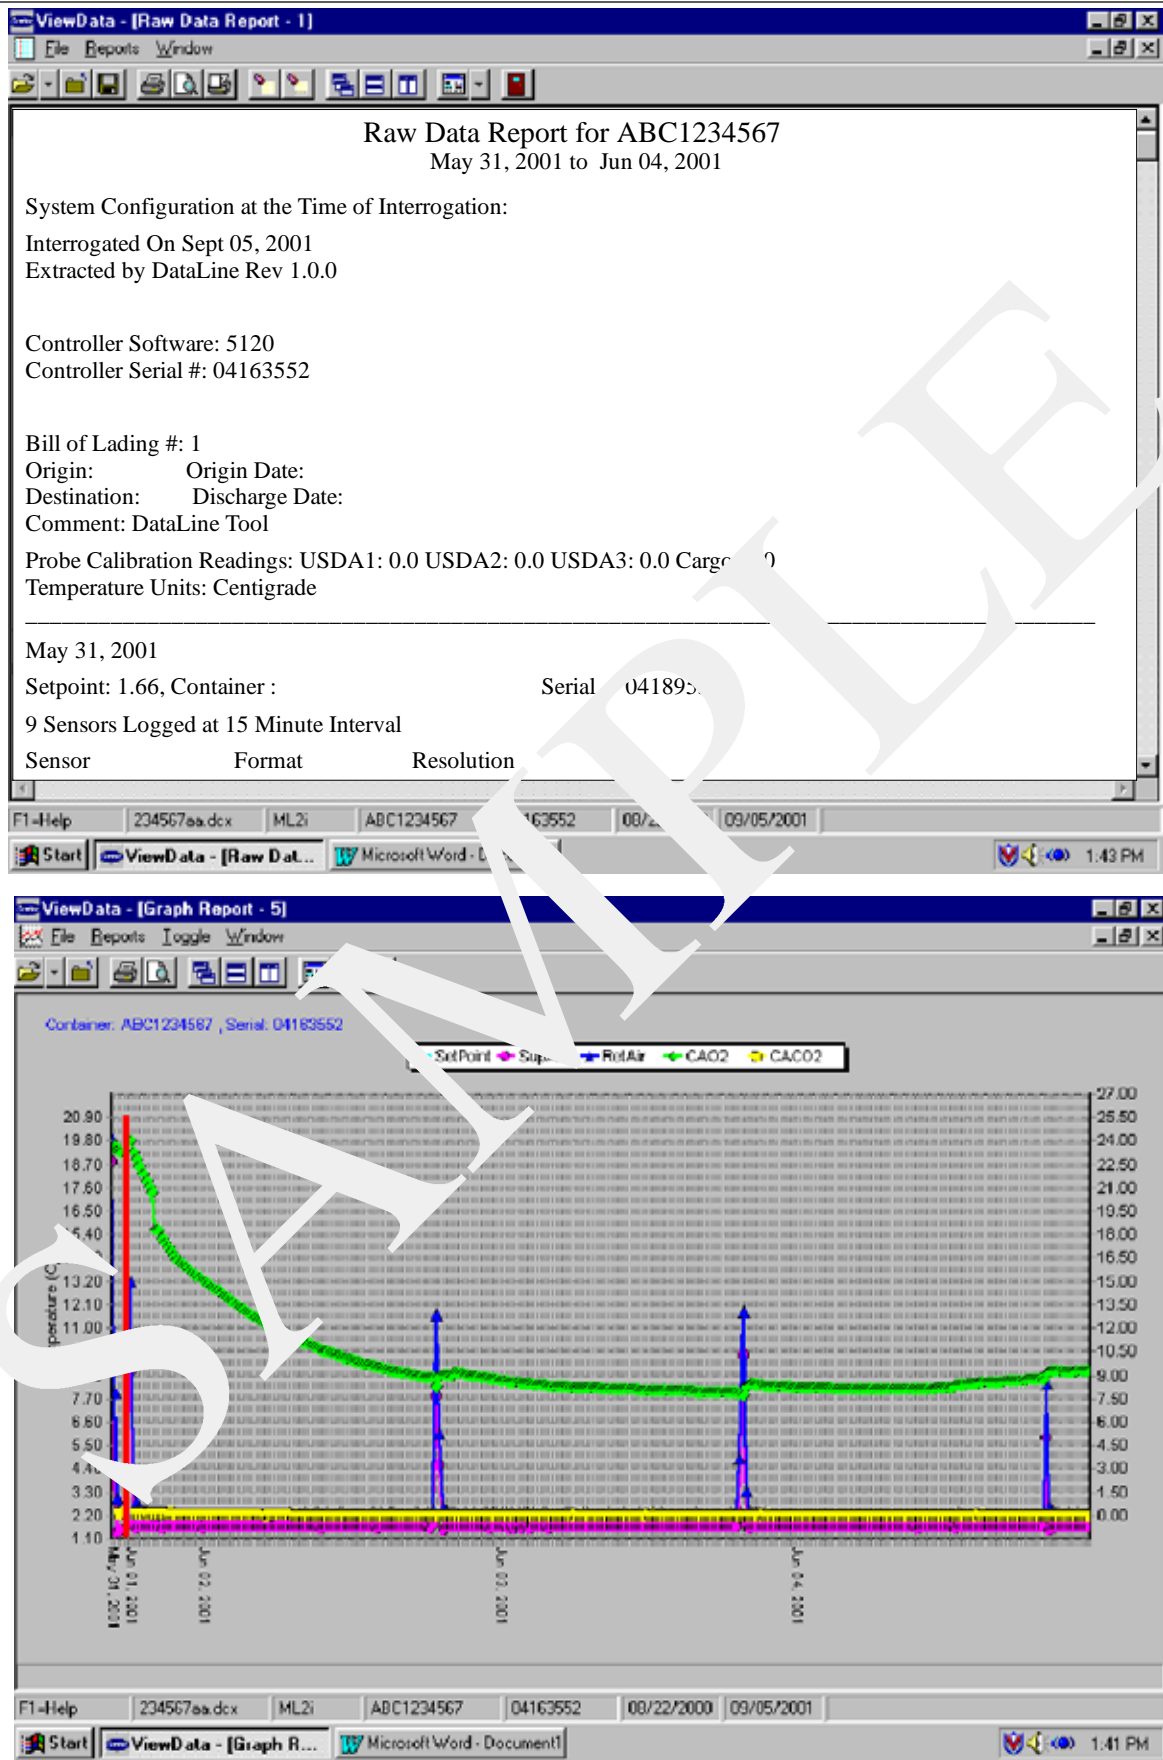 ViewData - [Raw Data Report - 1]
File Reports Window
Raw Data Report for ABC1234567
May 31, 2001 to Jun 04, 2001
System Configuration at the Time of Interrogation:
Interrogated On Sept 05, 2001
Extracted by DataLine Rev 1.0.0
Controller Software: 5120
Controller Serial #: 04163552
Bill of Lading #: 1
Origin: Origin Date:
Destination: Discharge Date:
Comment: DataLine Tool
Probe Calibration Readings: USDA1: 0.0 USDA2: 0.0 USDA3: 0.0
Temperature Units: Centigrade
May 31, 2001
Setpoint: 1.66, Container : Serial
9 Sensors Logged at 15 Minute Interval
Sensor Format Resolution
F1=Help 234567aa.dcx ML2i ABC1234567 09/05/2001
Start ViewData - [Raw Dat... Microsoft Word - 1:43 PM
SAMPLE
ViewData - [Graph Report - 5]
File Reports Toggle Window
Container: ABC1234567 , Serial: 04163552
SetPoint RetAir CAO2 CACO2
20.90
19.80
18.70
17.60
16.50
13.20
12.10
11.00
7.70
6.60
5.50
3.30
2.20
1.10
27.00
25.50
24.00
22.50
21.00
19.50
18.00
16.50
15.00
13.50
12.00
10.50
9.00
7.50
6.00
4.50
3.00
1.50
0.00
May 31, 2001
Jun 01, 2001
Jun 02, 2001
Jun 03, 2001
Jun 04, 2001
F1=Help 234567aa.dcx ML2i ABC1234567 04163552 08/22/2000 09/05/2001
Start ViewData - [Graph R... Microsoft Word - Document1 1:41 PM